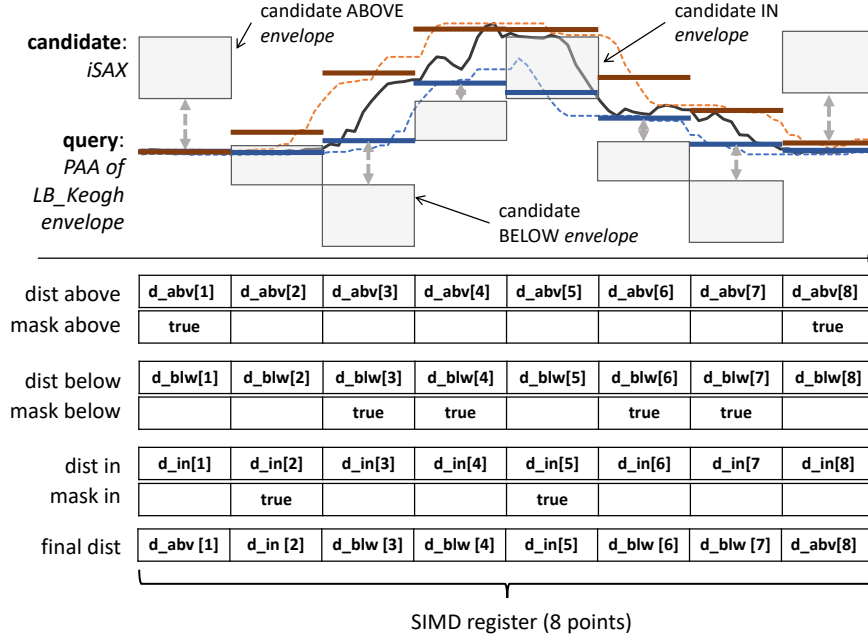 candidate ABOVE
envelope
candidate IN
envelope
candidate:
iSAX
query:
PAA of
LB_Keogh
envelope
candidate
BELOW envelope
dist above d_abv[1] d_abv[2] d_abv[3] d_abv[4] d_abv[5] d_abv[6] d_abv[7] d_abv[8]
mask above true true
dist below d_blw[1] d_blw[2] d_blw[3] d_blw[4] d_blw[5] d_blw[6] d_blw[7] d_blw[8]
mask below true true true true
dist in d_in[1] d_in[2] d_in[3] d_in[4] d_in[5] d_in[6] d_in[7 d_in[8]
mask in true true
final dist d_abv [1] d_in [2] d_blw [3] d_blw [4] d_in[5] d_blw [6] d_blw [7] d_abv[8]
SIMD register (8 points)